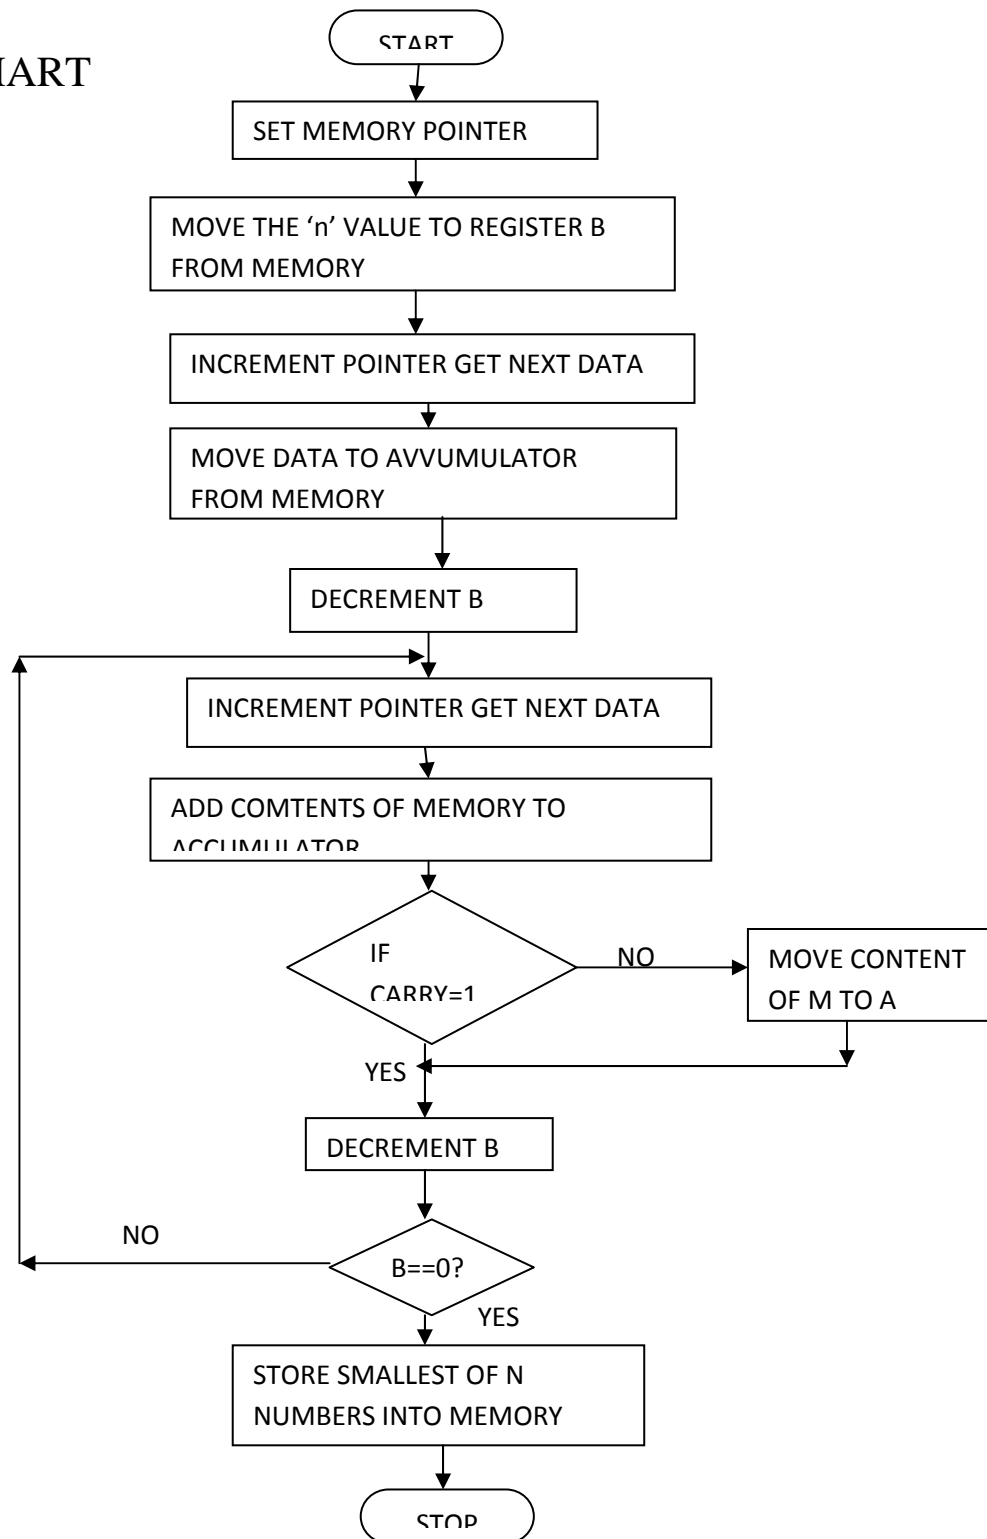 START
HART
SET MEMORY POINTER
MOVE THE ‘n’ VALUE TO REGISTER B
FROM MEMORY
INCREMENT POINTER GET NEXT DATA
MOVE DATA TO AVVUMULATOR
FROM MEMORY
DECREMENT B
INCREMENT POINTER GET NEXT DATA
ADD COMTENTS OF MEMORY TO
ACCUMULATOR
IF
CARRY=1
NO
MOVE CONTENT
OF M TO A
YES
DECREMENT B
NO
B==0?
YES
STORE SMALLEST OF N
NUMBERS INTO MEMORY
STOP